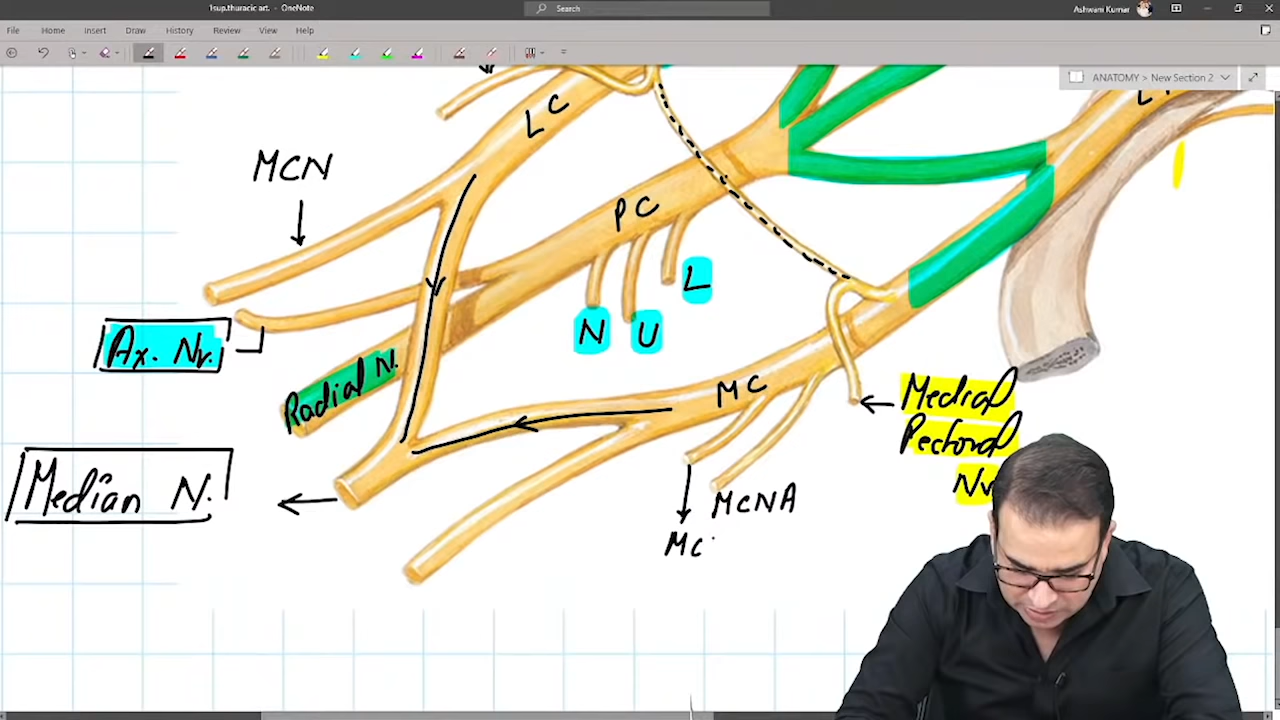 1sup.thoracic art. - OneNote
Search
Ashwani Kumar
File Home Insert Draw History Review View Help
ANATOMY > New Section 2
LC
MCN
PC
L
N
U
Ax. Nv.
Radial N.
MC
Medial
Pectoral
Nv
Median N.
MCNA
MC